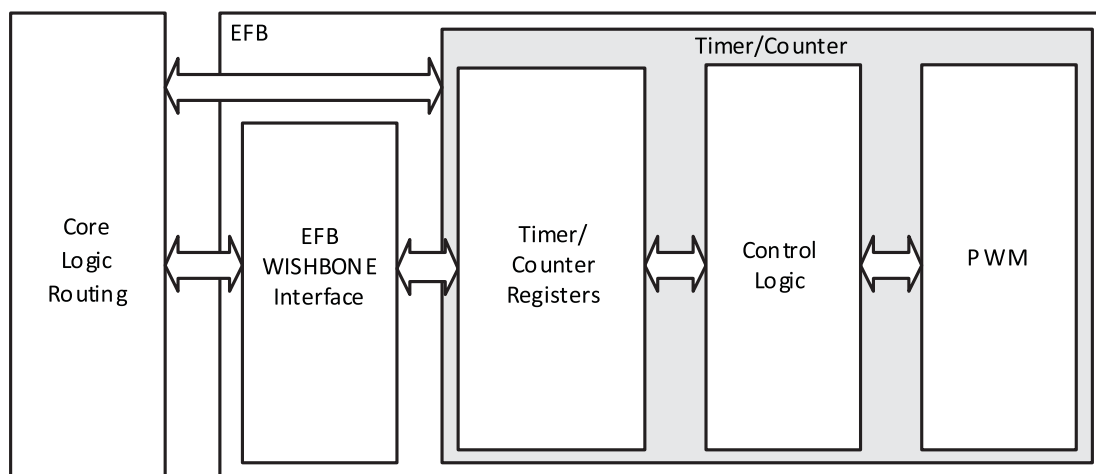 EFB
Timer/Counter
Core
Logic
Routing
EFB
WISHBONE
Interface
Timer/
Counter
Registers
Control
Logic
PWM